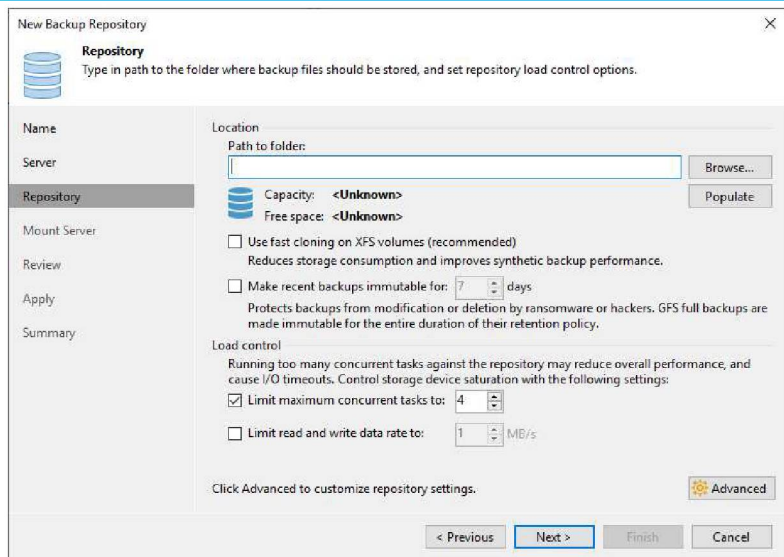 New Backup Repository
Repository
Type in path to the folder where backup files should be stored, and set repository load control options.
Name
Server
Repository
Mount Server
Review
Apply
Summary
Location
Path to folder:
Browse...
Capacity: <Unknown>
Populate
Free space: <Unknown>
Use fast cloning on XFS volumes (recommended)
Reduces storage consumption and improves synthetic backup performance.
Make recent backups immutable for: 7 days
Protects backups from modification or deletion by ransomware or hackers. GFS full backups are
made immutable for the entire duration of their retention policy.
Load control
Running too many concurrent tasks against the repository may reduce overall performance, and
cause I/O timeouts. Control storage device saturation with the following settings:
Limit maximum concurrent tasks to: 4
Limit read and write data rate to: 1 MB/s
Click Advanced to customize repository settings.
Advanced
< Previous
Next >
Finish
Cancel